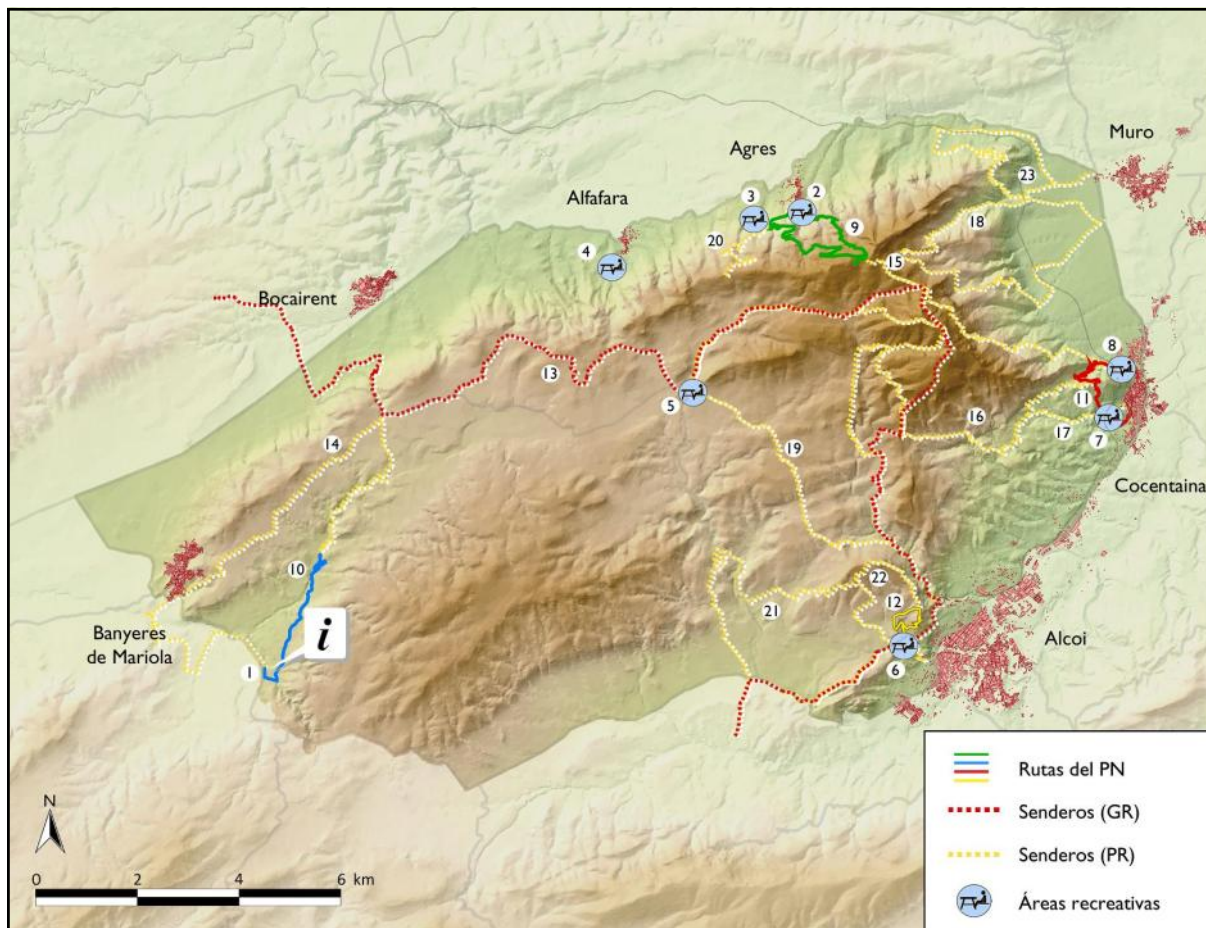 Muro
Agres
23
2
3
Alfafara
18
9
20
4
15
Bocairent
8
13
11
5
16
14
17
7
19
Cocentaina
10
22
12
21
i
Banyeres
de Mariola
Alcoi
1
6
Rutas del PN
N
Senderos (GR)
Senderos (PR)
0 2 4 6 km
Áreas recreativas